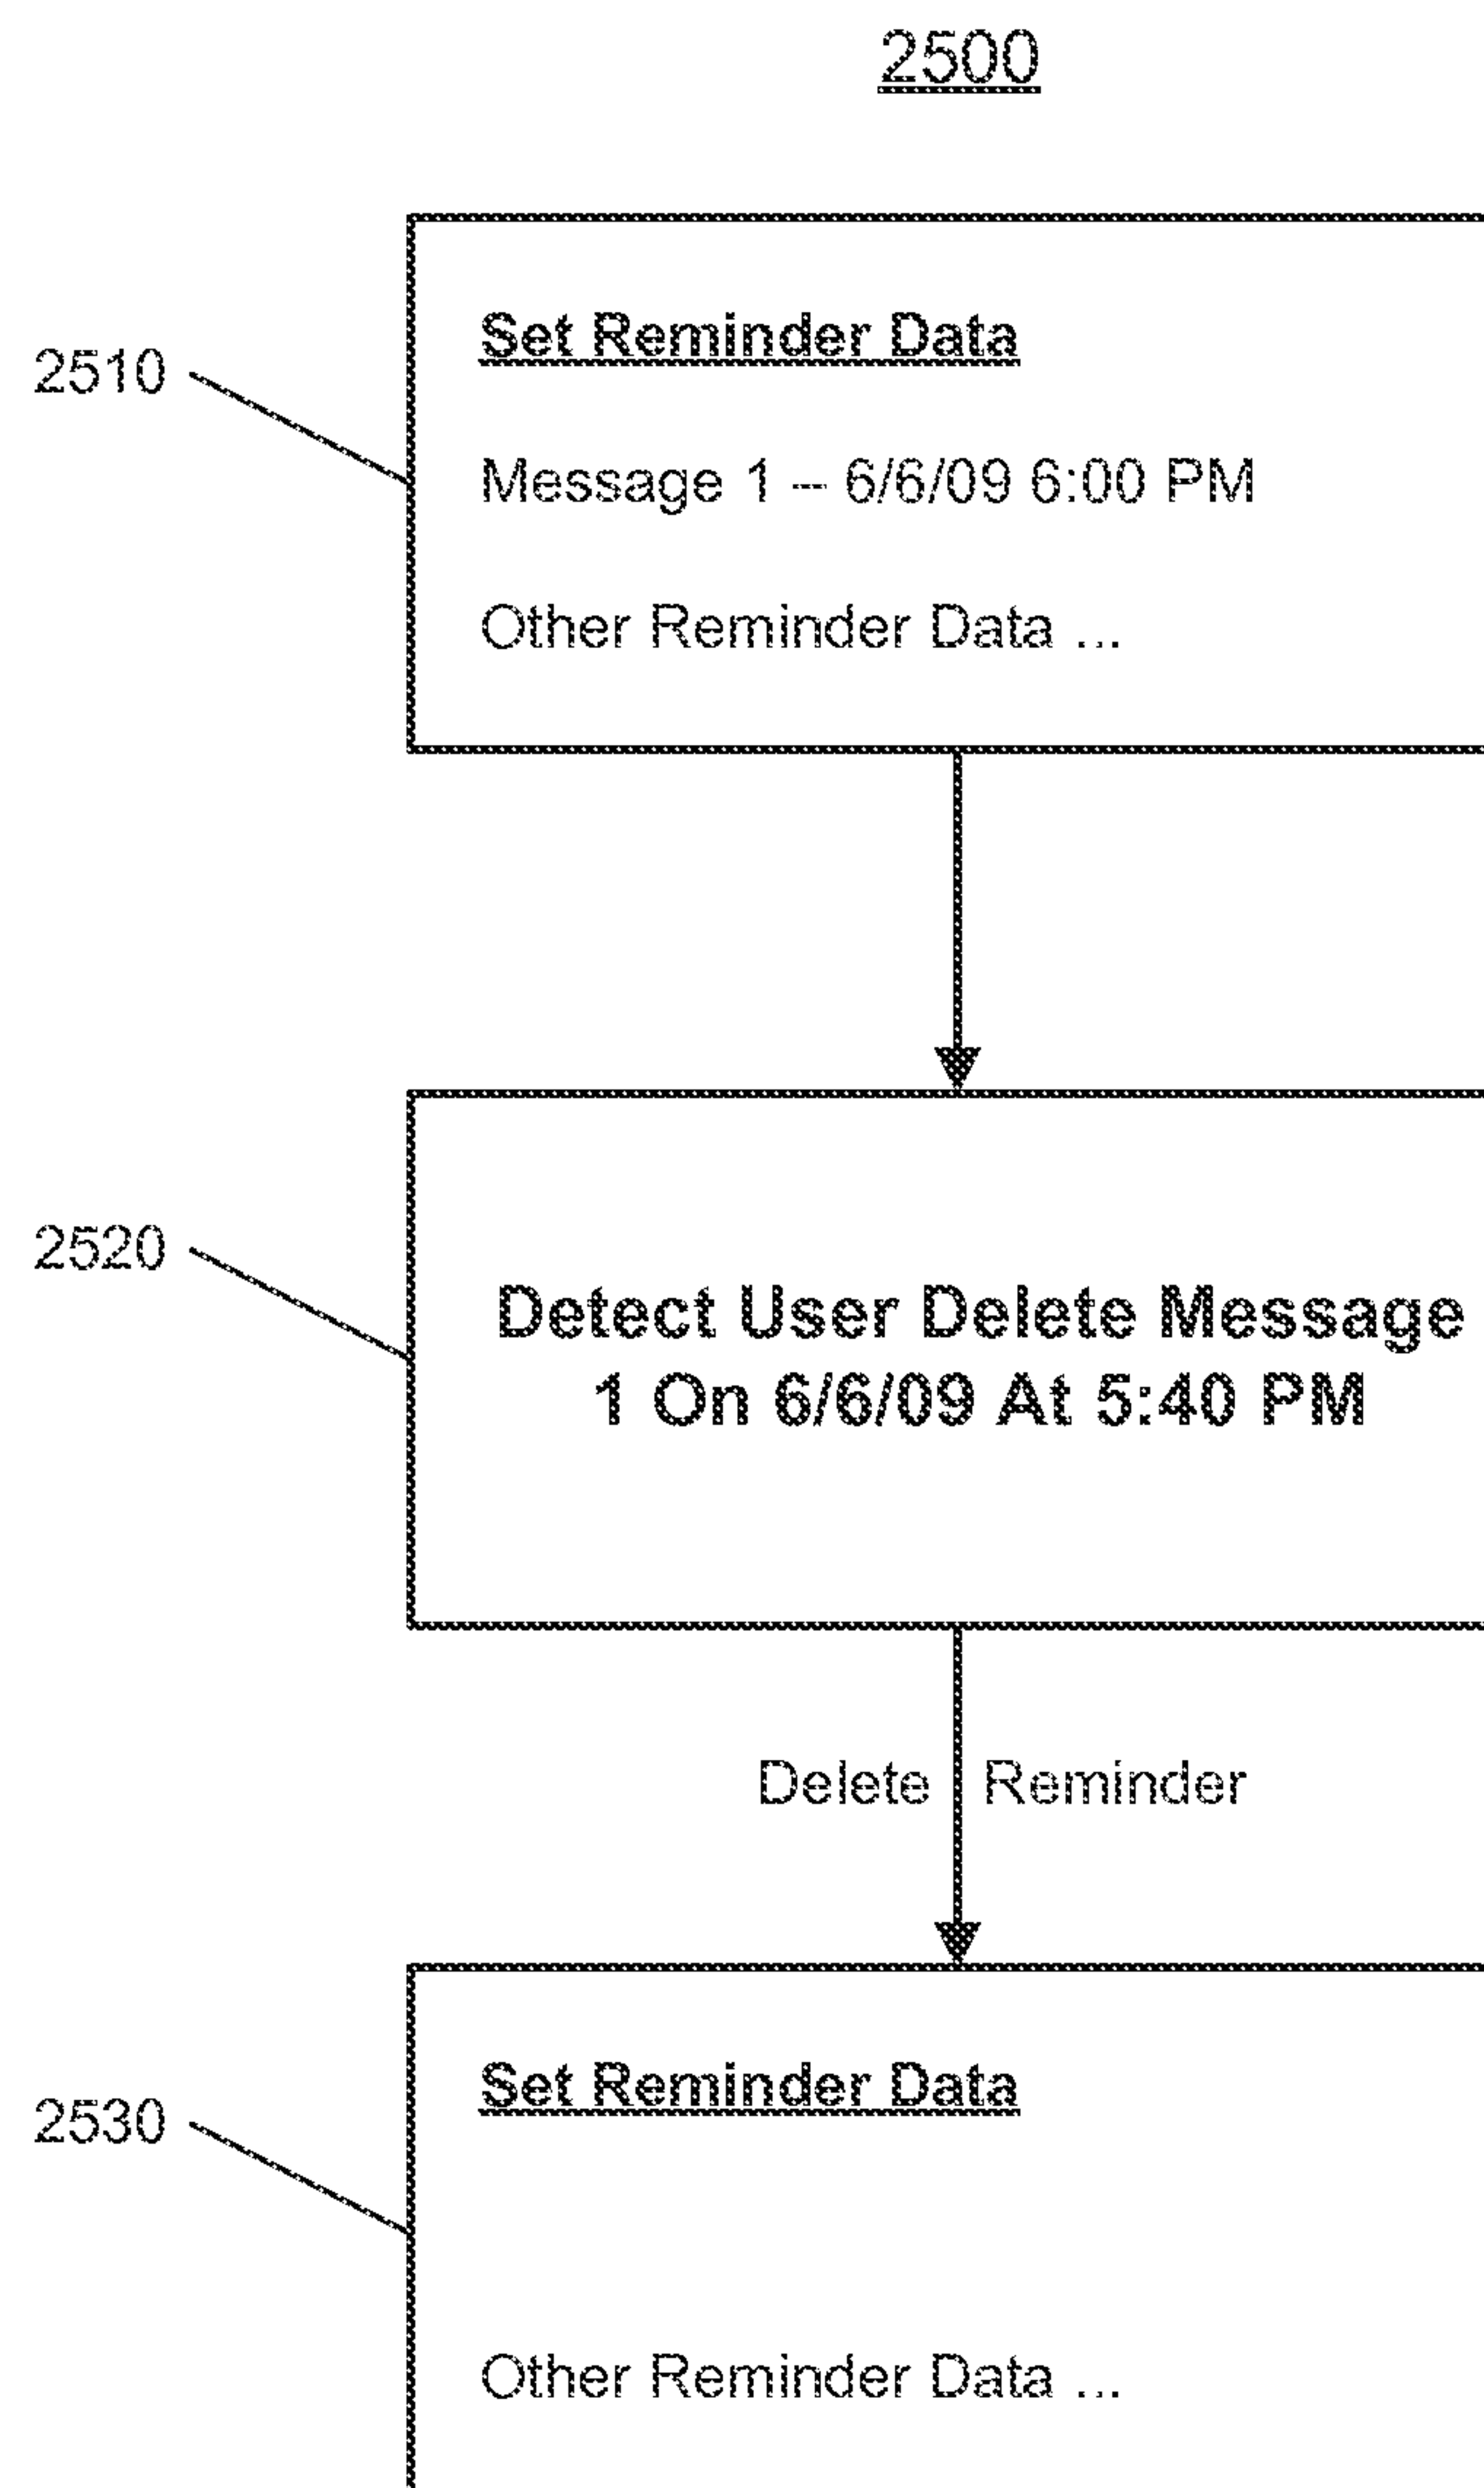 2500
2510
Set Reminder Data
Message 1 -- 6/6/09 6:00 PM
Other Reminder Data ...
2520
Detect User Delete Message
1 On 6/6/09 At 5:40 PM
Delete Reminder
2530
Set Reminder Data
Other Reminder Data ...